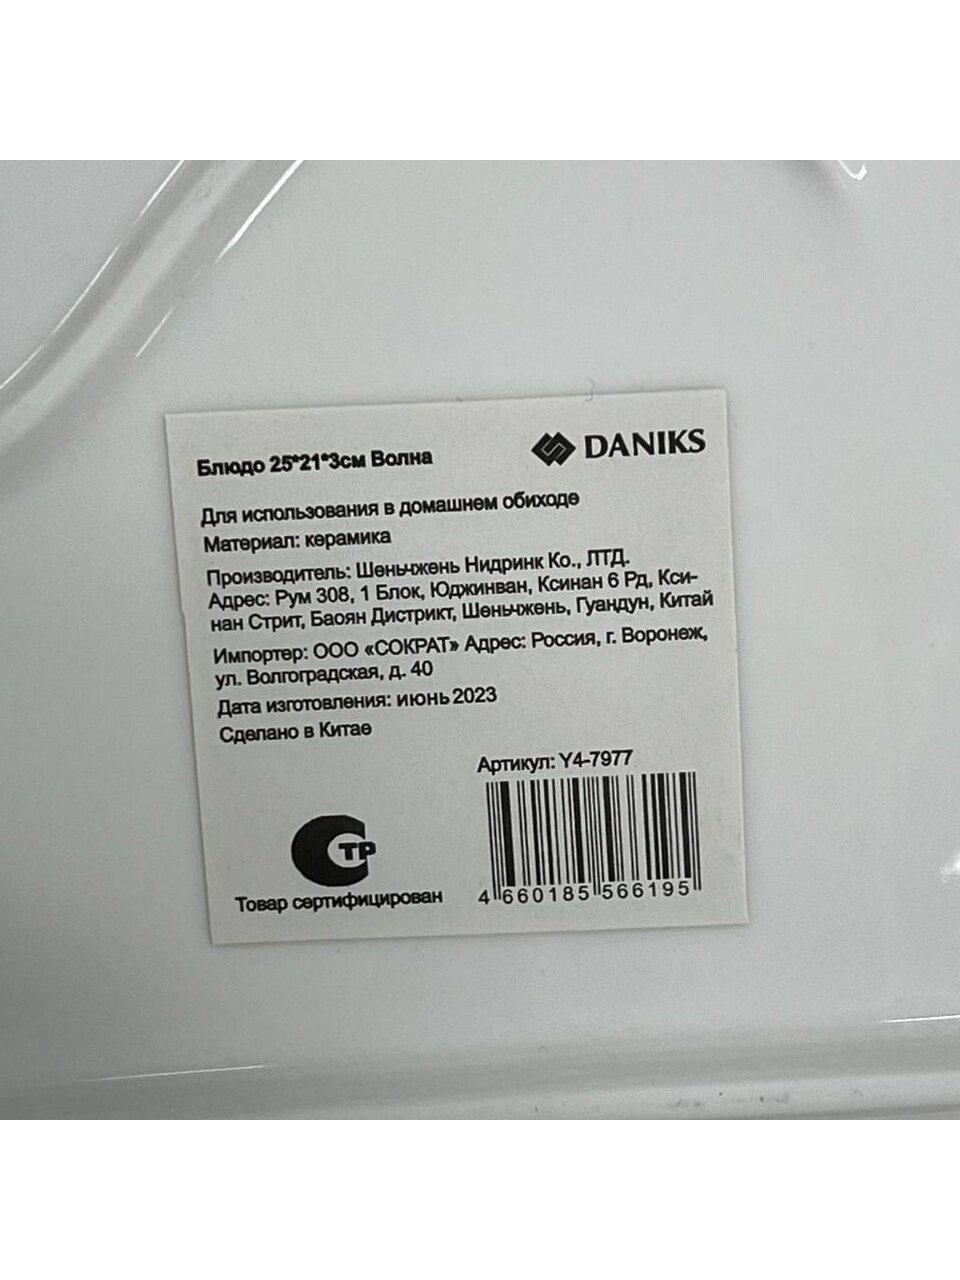 Блюдо 25*21*3см Волна
DANIKS
Для использования в домашнем обиходе
Материал: керамика
Производитель: Шеньчжень Нидринк Ко., ЛТД.
Адрес: Рум 308, 1 Блок, Юджинван, Ксинан 6 Рд, Кси-
нан Стрит, Баоян Дистрикт, Шеньчжень, Гуандун, Китай
Импортер: ООО «СОКРАТ» Адрес: Россия, г. Воронеж,
ул. Волгоградская, д. 40
Дата изготовления: июнь 2023
Сделано в Китае
Артикул: Y4-7977
СТР
Товар сертифицирован
4 660185 566195